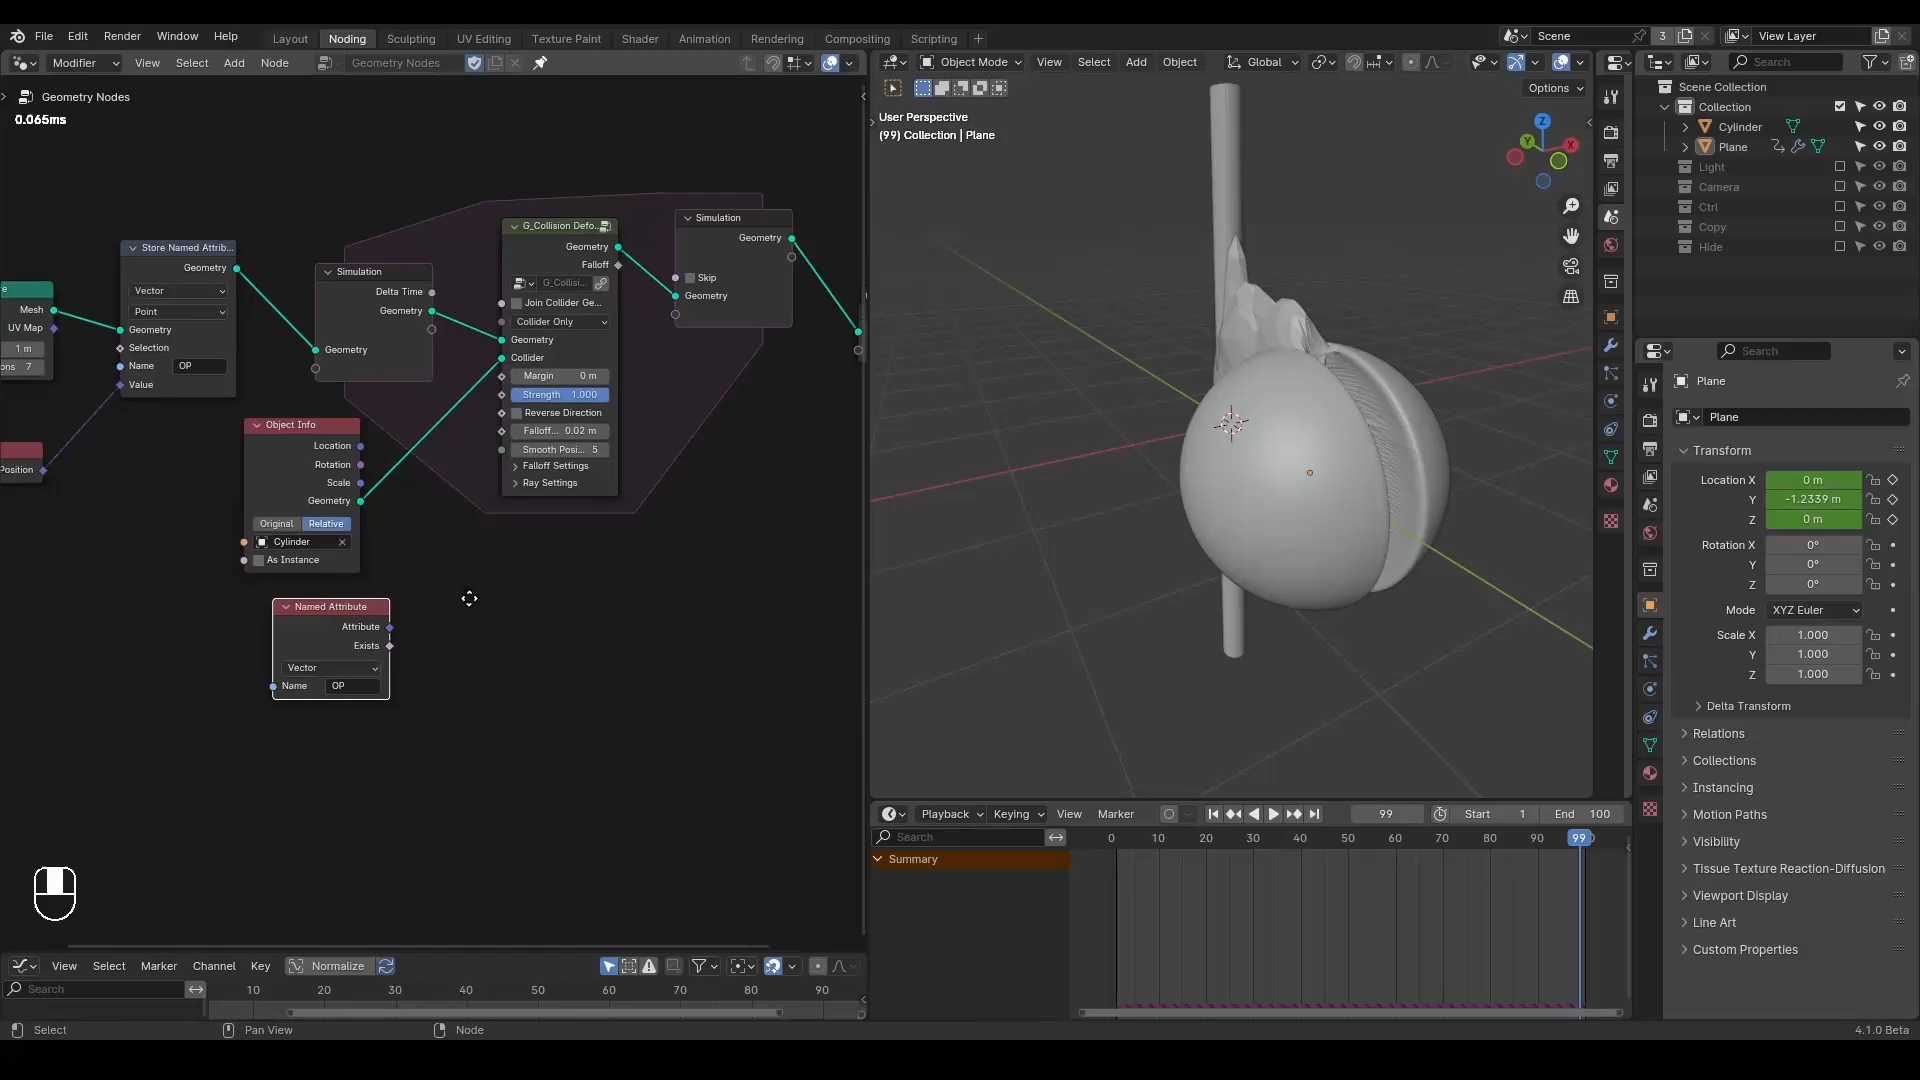 File Edit Render Window Help
Layout Noding Sculpting UV Editing Texture Paint Shader Animation Rendering Compositing Scripting +
Scene 3 View Layer
Modifier View Select Add Node Geometry Nodes
Object Mode View Select Add Object Global
Search
Geometry Nodes
0.065ms
Options
User Perspective
(99) Collection | Plane
Z
Y
X
Scene Collection
Collection
Cylinder
Plane
Light
Camera
Ctrl
Copy
Hide
Mesh
UV Map
1 m
ons 7
Position
Store Named Attrib...
Geometry
Vector
Point
Geometry
Selection
Name OP
Value
Simulation
Delta Time
Geometry
Geometry
G_Collision Defo...
Geometry
Falloff
G_Collisi...
Join Collider Ge...
Collider Only
Geometry
Collider
Margin 0 m
Strength 1.000
Reverse Direction
Falloff... 0.02 m
Smooth Posi... 5
Falloff Settings
Ray Settings
Simulation
Geometry
Skip
Geometry
Object Info
Location
Rotation
Scale
Geometry
Original Relative
Cylinder
As Instance
Named Attribute
Attribute
Exists
Vector
Name OP
Search
Plane
Plane
Transform
Location X 0 m
Y -1.2339 m
Z 0 m
Rotation X 0°
Y 0°
Z 0°
Mode XYZ Euler
Scale X 1.000
Y 1.000
Z 1.000
Delta Transform
Relations
Collections
Instancing
Motion Paths
Visibility
Tissue Texture Reaction-Diffusion
Viewport Display
Line Art
Custom Properties
Playback Keying View Marker 99 Start 1 End 100
Search 0 10 20 30 40 50 60 70 80 90 99
Summary
View Select Marker Channel Key Normalize
Search 10 20 30 40 50 60 70 80 90
Select Pan View Node 4.1.0 Beta